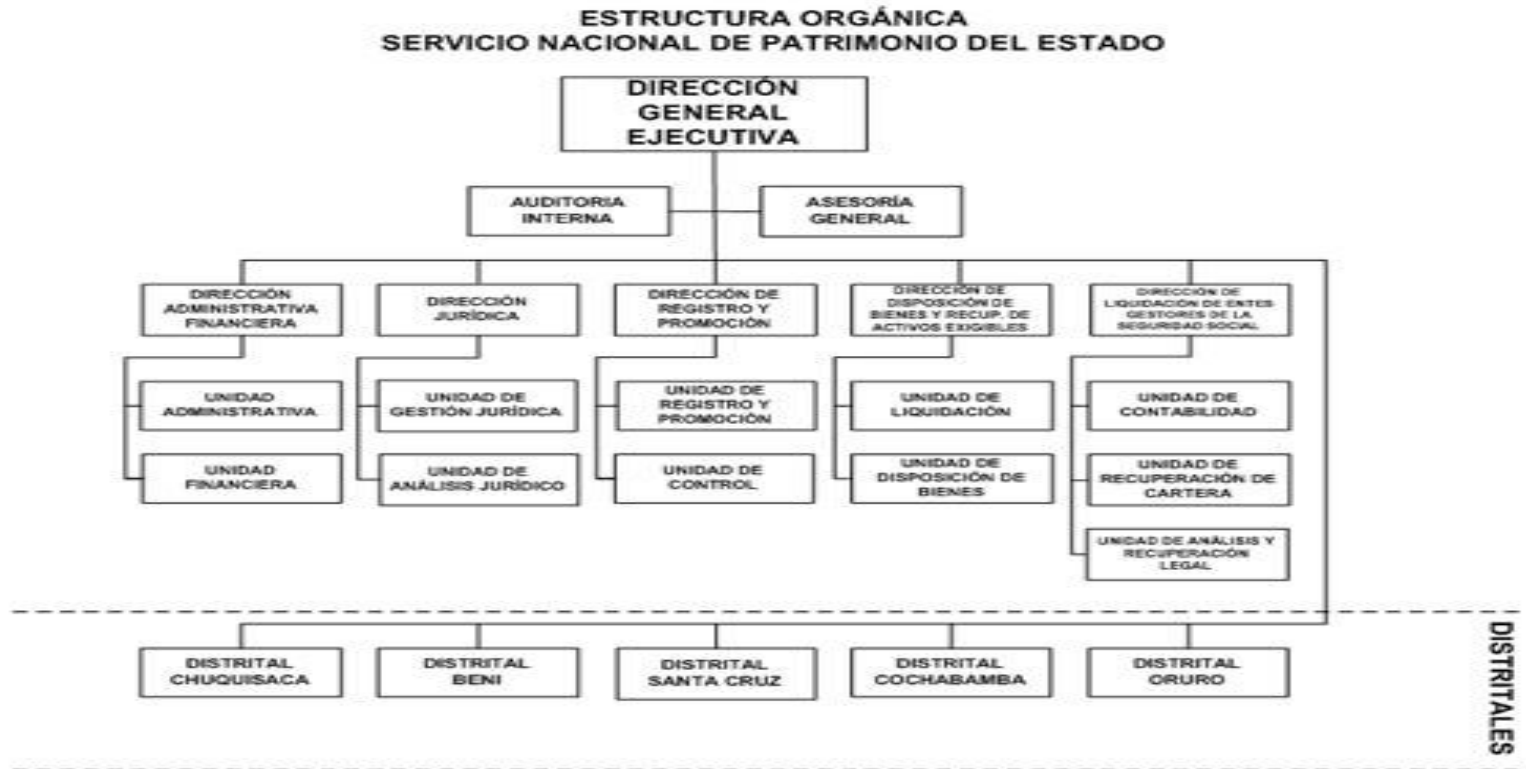 ESTRUCTURA ORGÁNICA
SERVICIO NACIONAL DE PATRIMONIO DEL ESTADO
DIRECCIÓN
GENERAL
EJECUTIVA
AUDITORIA
INTERNA
ASESORÍA
GENERAL
DIRECCIÓN
ADMINISTRATIVA
FINANCIERA
DIRECCIÓN
JURÍDICA
DIRECCIÓN DE
REGISTRO Y
PROMOCIÓN
DIRECCIÓN DE
DISPOSICIÓN DE
BIENES Y RECUP. DE
ACTIVOS EXIGIBLES
DIRECCIÓN DE
LIQUIDACIÓN DE ENTES
GESTORES DE LA
SEGURIDAD SOCIAL
UNIDAD
ADMINISTRATIVA
UNIDAD DE
GESTIÓN JURÍDICA
UNIDAD DE
REGISTRO Y
PROMOCIÓN
UNIDAD DE
LIQUIDACIÓN
UNIDAD DE
CONTABILIDAD
UNIDAD
FINANCIERA
UNIDAD DE
ANÁLISIS JURÍDICO
UNIDAD DE
CONTROL
UNIDAD DE
DISPOSICIÓN DE
BIENES
UNIDAD DE
RECUPERACIÓN DE
CARTERA
UNIDAD DE ANÁLISIS Y
RECUPERACIÓN
LEGAL
DISTRITAL
CHUQUISACA
DISTRITAL
BENI
DISTRITAL
SANTA CRUZ
DISTRITAL
COCHABAMBA
DISTRITAL
ORURO
DISTRITALES